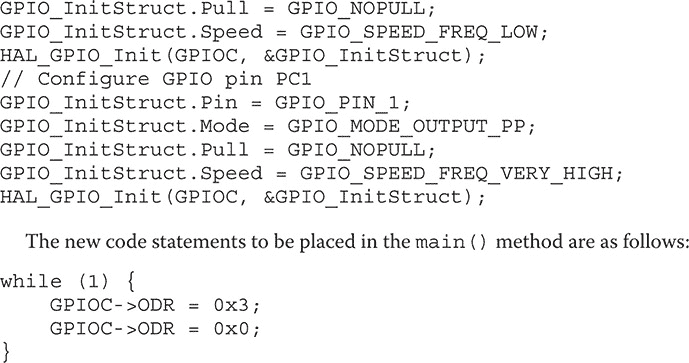 GPIO_InitStruct.Pull = GPIO_NOPULL;
GPIO_InitStruct.Speed = GPIO_SPEED_FREQ_LOW;
HAL_GPIO_Init(GPIOC, &GPIO_InitStruct);
// Configure GPIO pin PC1
GPIO_InitStruct.Pin = GPIO_PIN_1;
GPIO_InitStruct.Mode = GPIO_MODE_OUTPUT_PP;
GPIO_InitStruct.Pull = GPIO_NOPULL;
GPIO_InitStruct.Speed = GPIO_SPEED_FREQ_VERY_HIGH;
HAL_GPIO_Init(GPIOC, &GPIO_InitStruct);
The new code statements to be placed in the main() method are as follows:
while (1) {
GPIOC->ODR = 0x3;
GPIOC->ODR = 0x0;
}